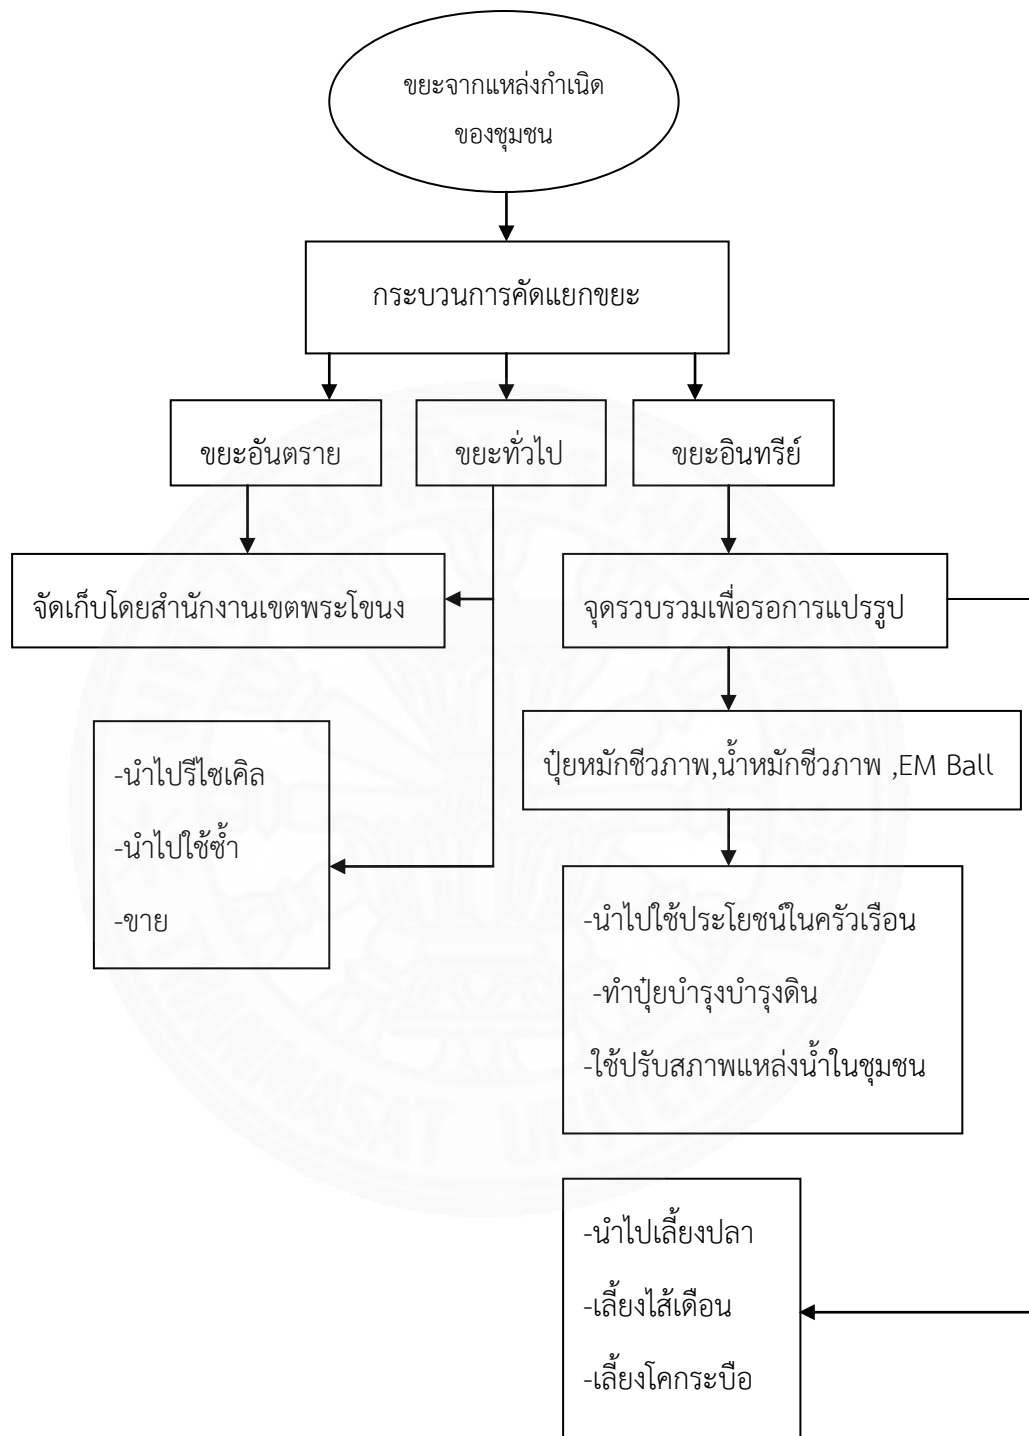 ขยะจากแหล่งกำเนิด
ของชุมชน
กระบวนการคัดแยกขยะ
ขยะอันตราย
ขยะทั่วไป
ขยะอินทรีย์
จัดเก็บโดยสำนักงานเขตพระโขนง
จุดรวบรวมเพื่อรอการแปรรูป
ปุ๋ยหมักชีวภาพ,น้ำหมักชีวภาพ ,EM Ball
-นำไปรีไซเคิล
-นำไปใช้ซ้ำ
-ขาย
-นำไปใช้ประโยชน์ในครัวเรือน
-ทำปุ๋ยบำรุงบำรุงดิน
-ใช้ปรับสภาพแหล่งน้ำในชุมชน
-นำไปเลี้ยงปลา
-เลี้ยงไส้เดือน
-เลี้ยงโคกระบือ
THAMMASAT UNIVERSITY